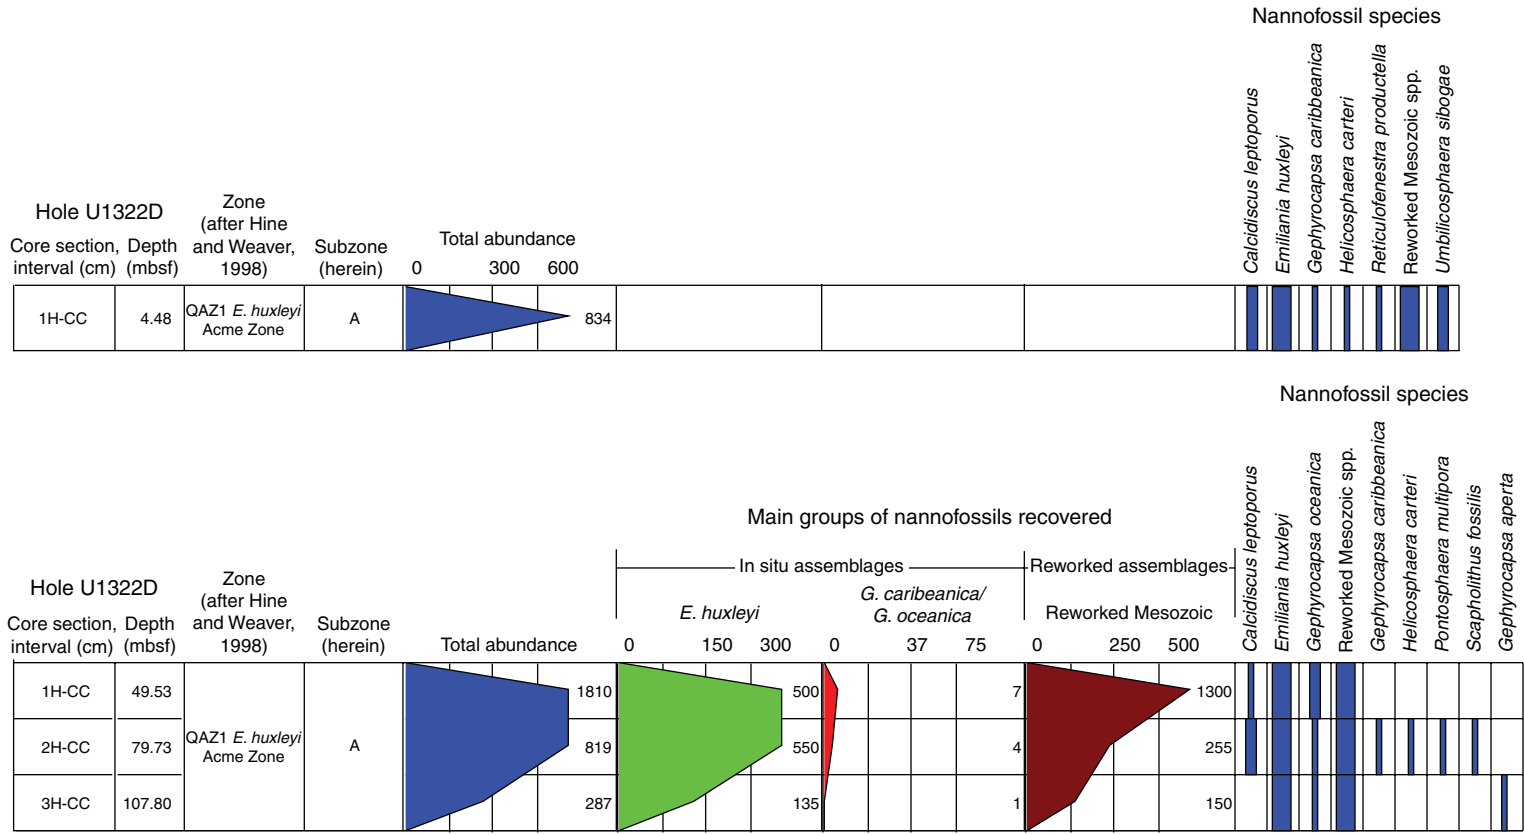 Nannofossil species
Calcidiscus leptoporus
Emiliania huxleyi
Gephyrocapsa caribbeanica
Helicosphaera carteri
Reticulofenestra productella
Reworked Mesozoic spp.
Umbilicosphaera sibogae
Hole U1322D
Core section, interval (cm)
Depth (mbsf)
Zone
(after Hine
and Weaver,
1998)
Subzone
(herein)
Total abundance
0 300 600
1H-CC 4.48 QAZ1 E. huxleyi Acme Zone A 834
Nannofossil species
Calcidiscus leptoporus
Emiliania huxleyi
Gephyrocapsa oceanica
Reworked Mesozoic spp.
Gephyrocapsa caribbeanica
Helicosphaera carteri
Pontosphaera multipora
Scapholithus fossilis
Gephyrocapsa aperta
Main groups of nannofossils recovered
In situ assemblages
Reworked assemblages
Hole U1322D
Core section, interval (cm)
Depth (mbsf)
Zone
(after Hine
and Weaver,
1998)
Subzone
(herein)
Total abundance
E. huxleyi
0 150 300
G. caribeanica/
G. oceanica
0 37 75
Reworked Mesozoic
0 250 500
1H-CC 49.53 1810 500 7 1300
2H-CC 79.73 QAZ1 E. huxleyi Acme Zone A 819 550 4 255
3H-CC 107.80 287 135 1 150